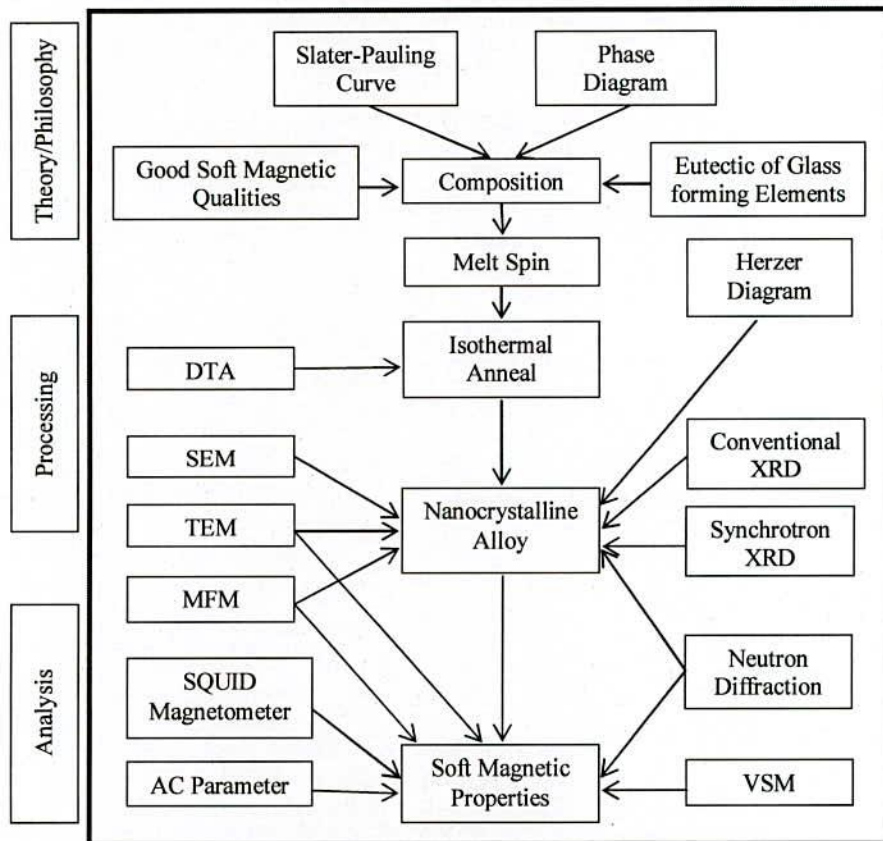 Theory/Philosophy
Processing
Analysis
Slater-Pauling
Curve
Phase
Diagram
Good Soft Magnetic
Qualities
Composition
Eutectic of Glass
forming Elements
Melt Spin
Herzer
Diagram
DTA
Isothermal
Anneal
SEM
Conventional
XRD
TEM
Nanocrystalline
Alloy
Synchrotron
XRD
MFM
Neutron
Diffraction
SQUID
Magnetometer
AC Parameter
Soft Magnetic
Properties
VSM